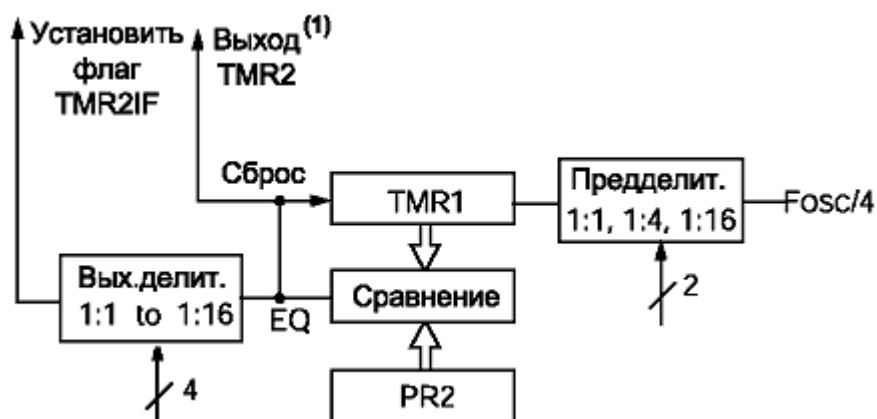 Установить
флаг
TMR2IF
Выход(1)
TMR2
Сброс
TMR1
Предделит.
1:1, 1:4, 1:16
Fosc/4
Вых.делит.
1:1 to 1:16
EQ
Сравнение
2
4
PR2